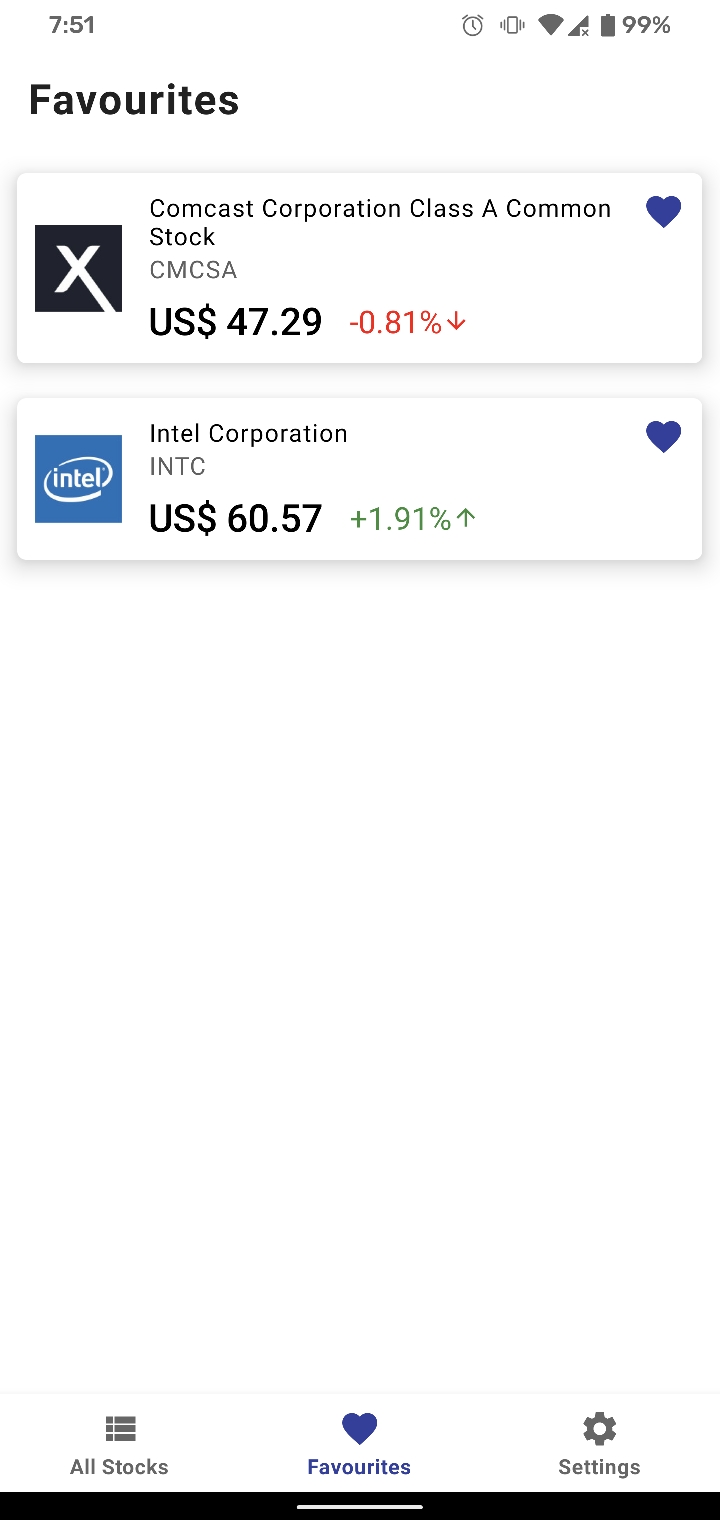 7:51
99%
Favourites
Comcast Corporation Class A Common
Stock
CMCSA
US$ 47.29 -0.81%↓
intel
Intel Corporation
INTC
US$ 60.57 +1.91%↑
All Stocks
Favourites
Settings